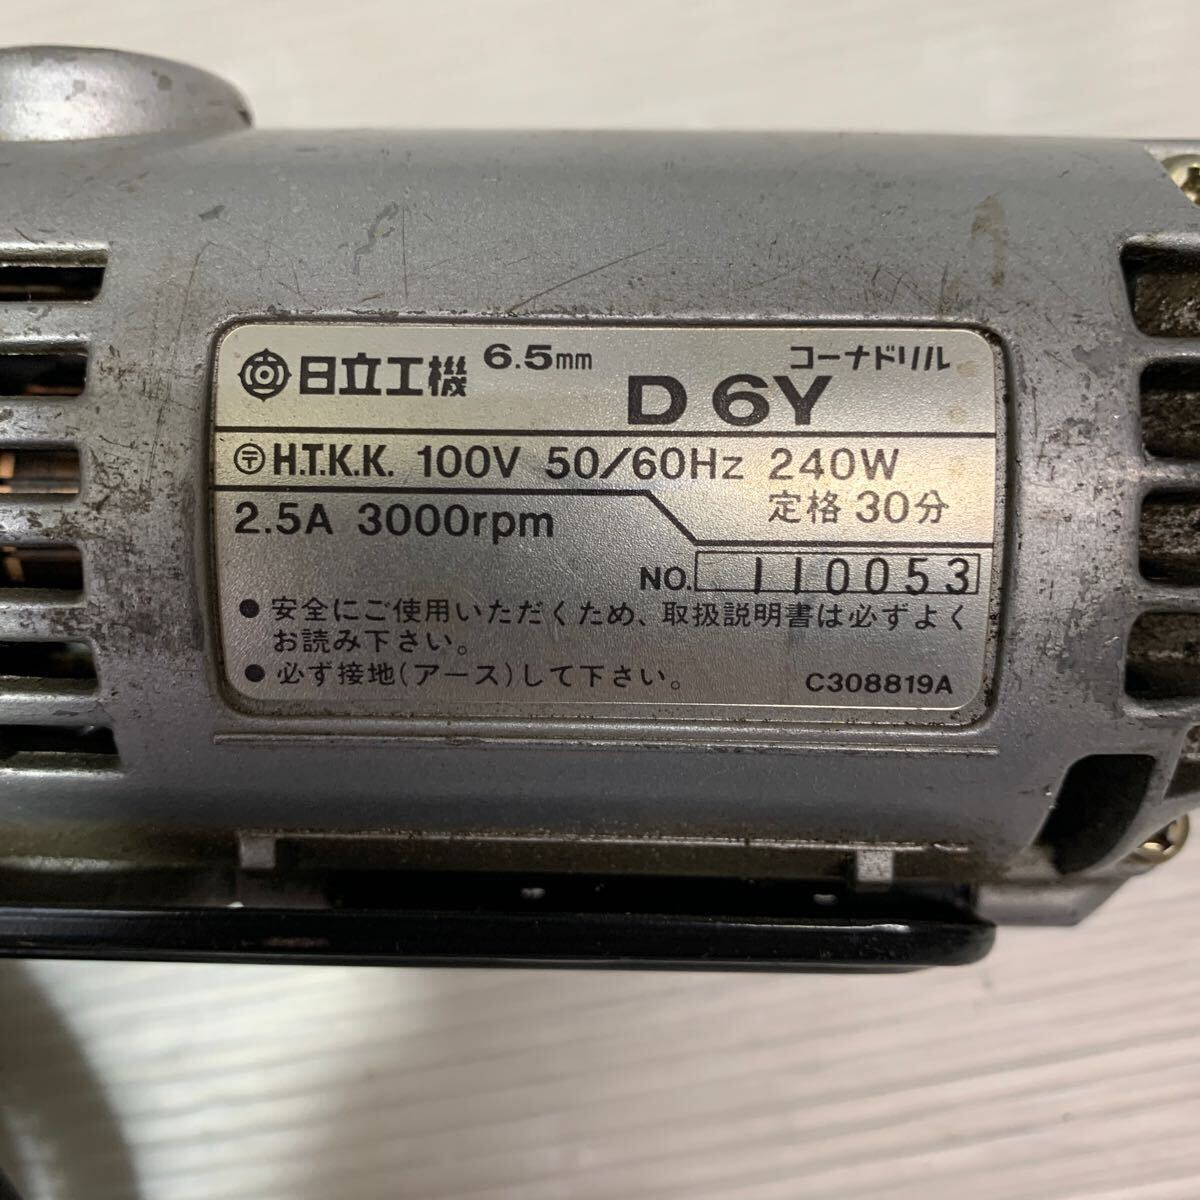 日立工機 6.5mm コーナドリル
D 6Y
〒 H.T.K.K. 100V 50/60Hz 240W
2.5A 3000rpm 定格 30分
NO. 110053
● 安全にご使用いただくため、取扱説明書は必ずよく
お読み下さい。
● 必ず接地(アース)して下さい。
C308819A